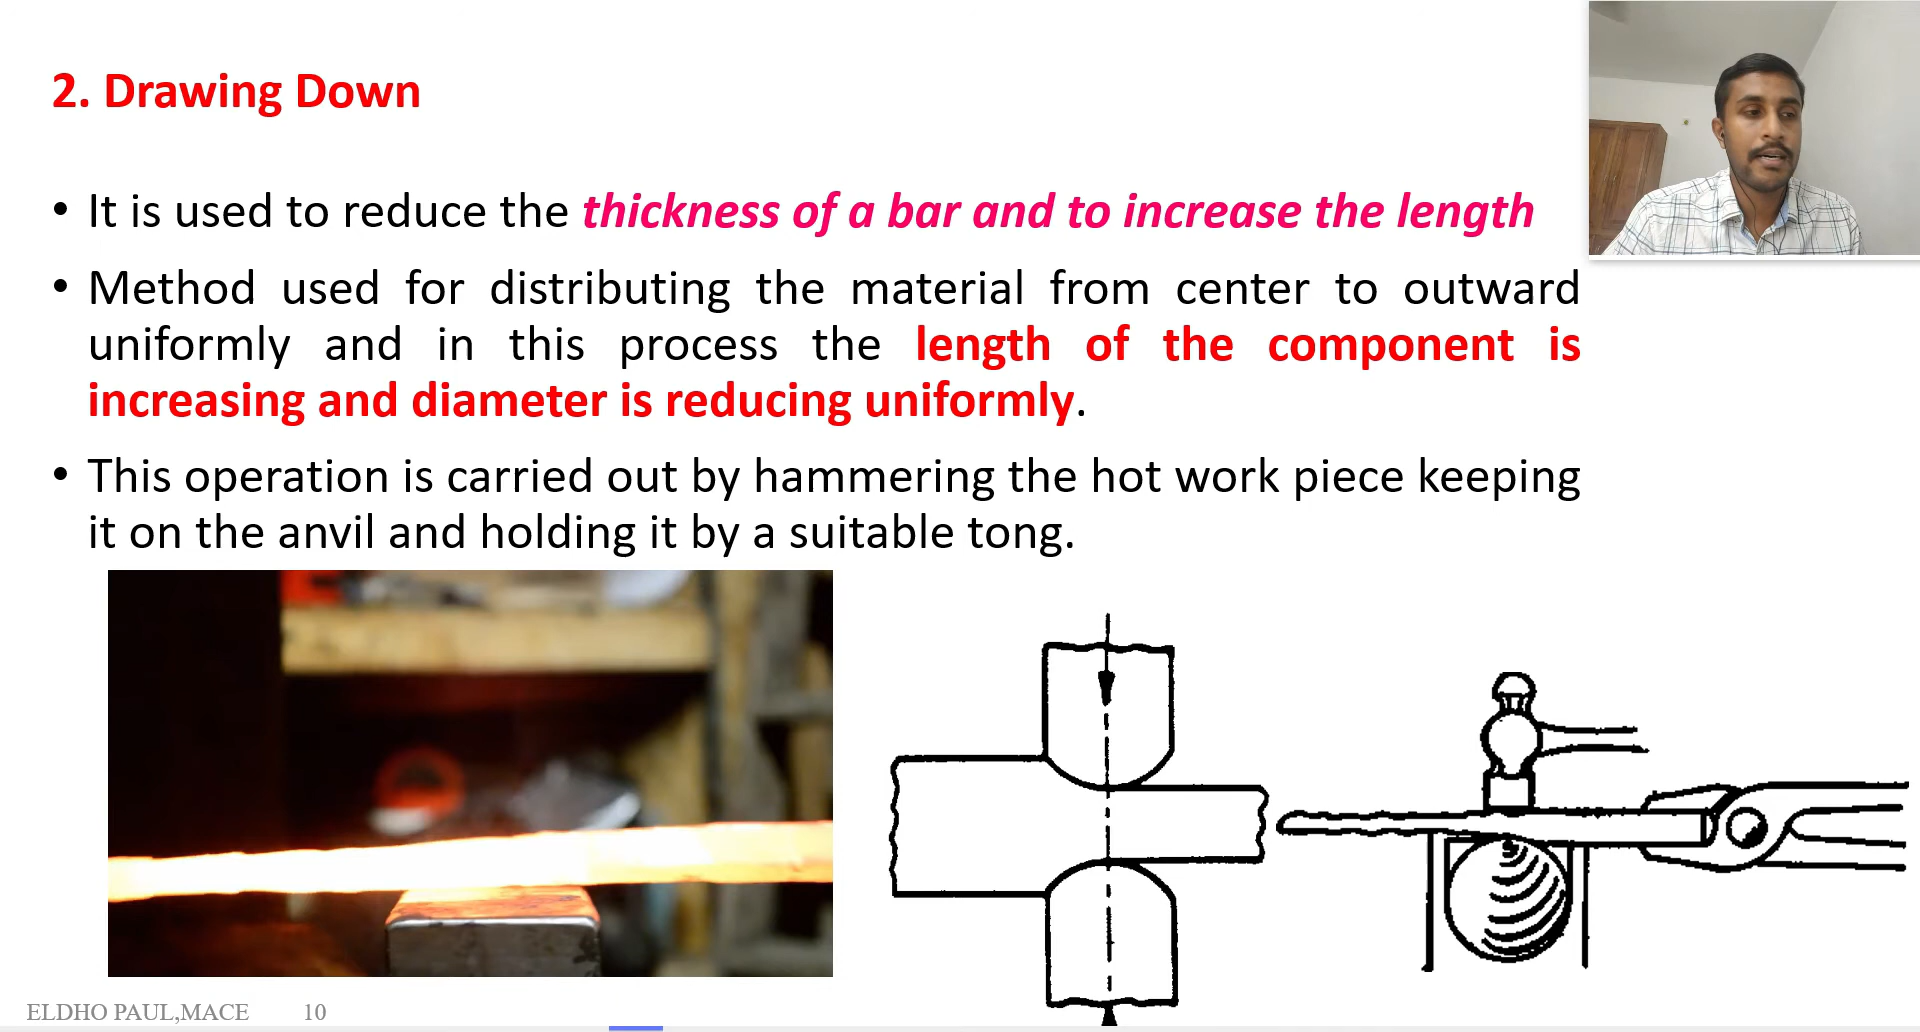 2. Drawing Down
• It is used to reduce the thickness of a bar and to increase the length
• Method used for distributing the material from center to outward
uniformly and in this process the length of the component is
increasing and diameter is reducing uniformly.
• This operation is carried out by hammering the hot work piece keeping
it on the anvil and holding it by a suitable tong.
ELDHO PAUL,MACE 10